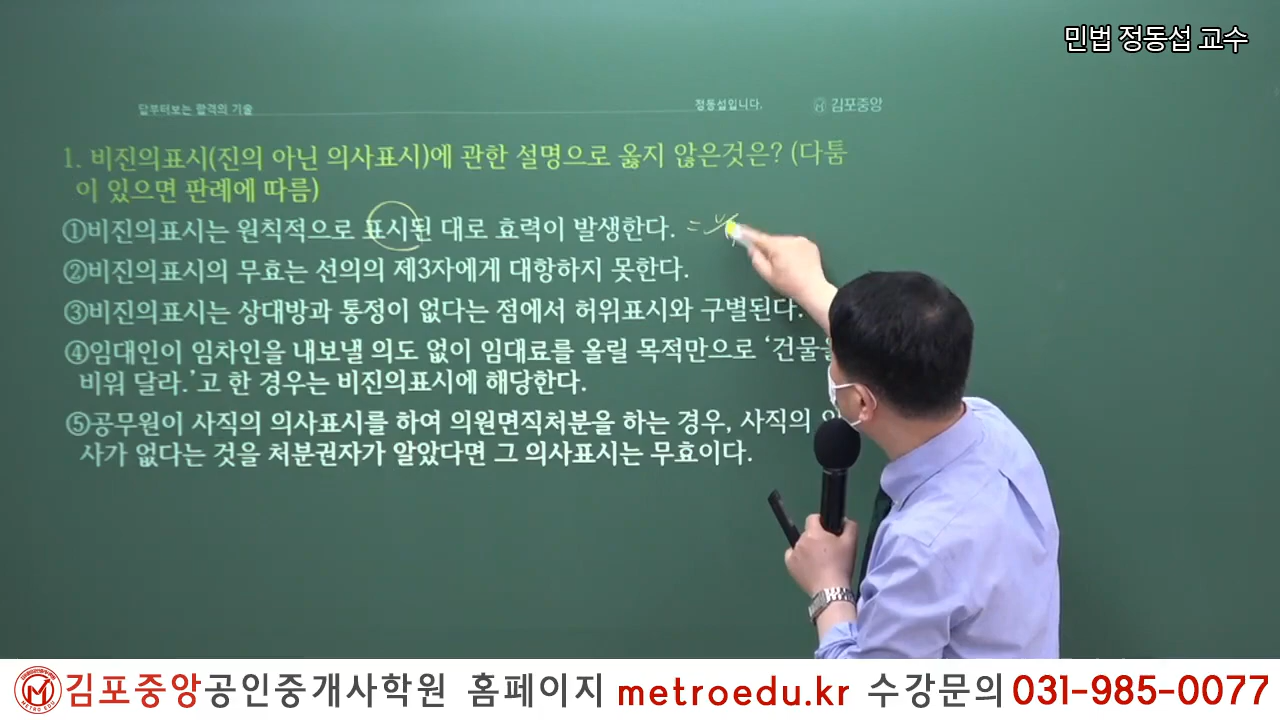 민법 정동섭 교수
답부터보는 합격의 기술
정동섭입니다.
김포중앙
1. 비진의표시(진의 아닌 의사표시)에 관한 설명으로 옳지 않은것은? (다툼
이 있으면 판례에 따름)
①비진의표시는 원칙적으로 표시된 대로 효력이 발생한다. =
②비진의표시의 무효는 선의의 제3자에게 대항하지 못한다.
③비진의표시는 상대방과 통정이 없다는 점에서 허위표시와 구별된다.
④임대인이 임차인을 내보낼 의도 없이 임대료를 올릴 목적만으로 ‘건물을
비워 달라.’고 한 경우는 비진의표시에 해당한다.
⑤공무원이 사직의 의사표시를 하여 의원면직처분을 하는 경우, 사직의
사가 없다는 것을 처분권자가 알았다면 그 의사표시는 무효이다.
METRO EDU
김포중앙공인중개사학원 홈페이지 metroedu.kr 수강문의 031-985-0077